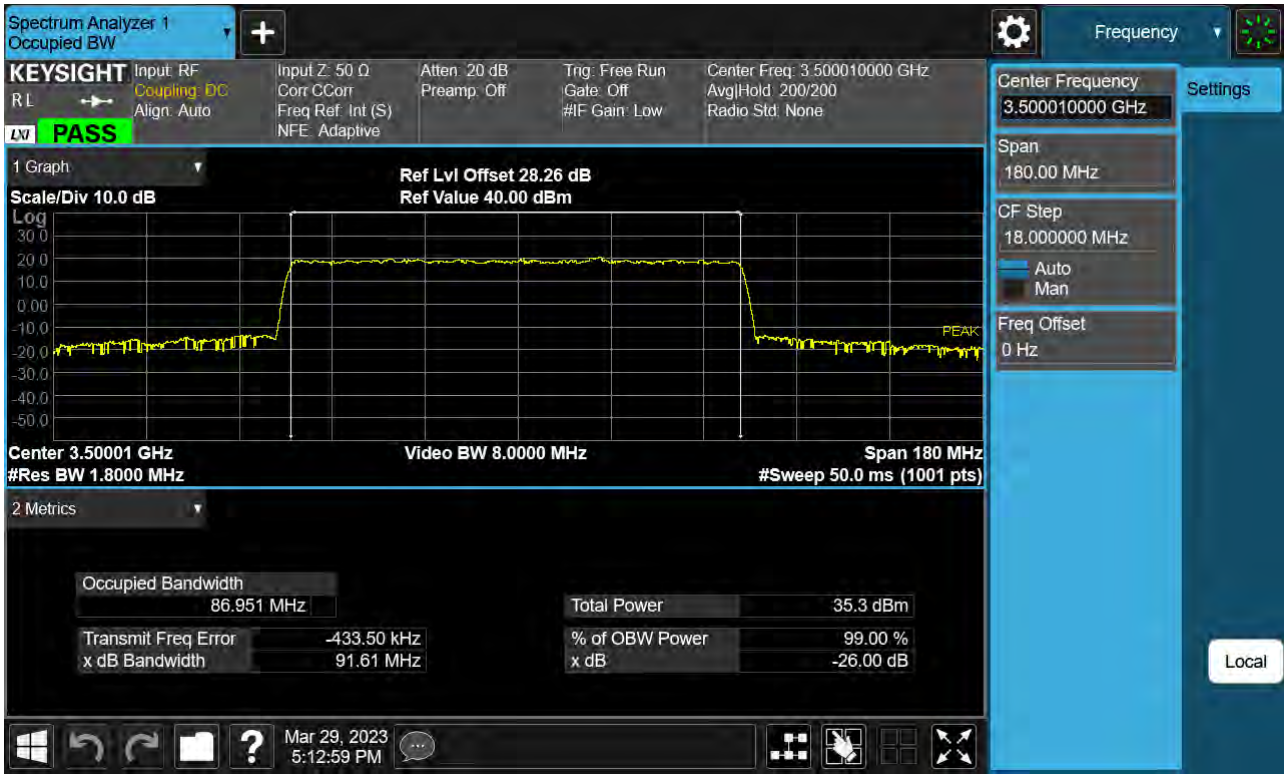 Spectrum Analyzer 1
Occupied BW
Frequency
KEYSIGHT
RL
LXI
PASS
Input: RF
Coupling: DC
Align: Auto
Input Z: 50 Ω
Corr CCorr
Freq Ref: Int (S)
NFE: Adaptive
Atten: 20 dB
Preamp: Off
Trig: Free Run
Gate: Off
#IF Gain: Low
Center Freq: 3.500010000 GHz
Avg|Hold: 200/200
Radio Std: None
Center Frequency
3.500010000 GHz
Settings
Span
180.00 MHz
CF Step
18.000000 MHz
Auto
Man
Freq Offset
0 Hz
Local
1 Graph
Scale/Div 10.0 dB
Ref Lvl Offset 28.26 dB
Ref Value 40.00 dBm
Log
30.0
20.0
10.0
0.00
-10.0
-20.0
-30.0
-40.0
-50.0
PEAK
Center 3.50001 GHz
Video BW 8.0000 MHz
Span 180 MHz
#Res BW 1.8000 MHz
#Sweep 50.0 ms (1001 pts)
2 Metrics
Occupied Bandwidth
86.951 MHz
Total Power 35.3 dBm
Transmit Freq Error -433.50 kHz
% of OBW Power 99.00 %
x dB Bandwidth 91.61 MHz
x dB -26.00 dB
Mar 29, 2023
5:12:59 PM